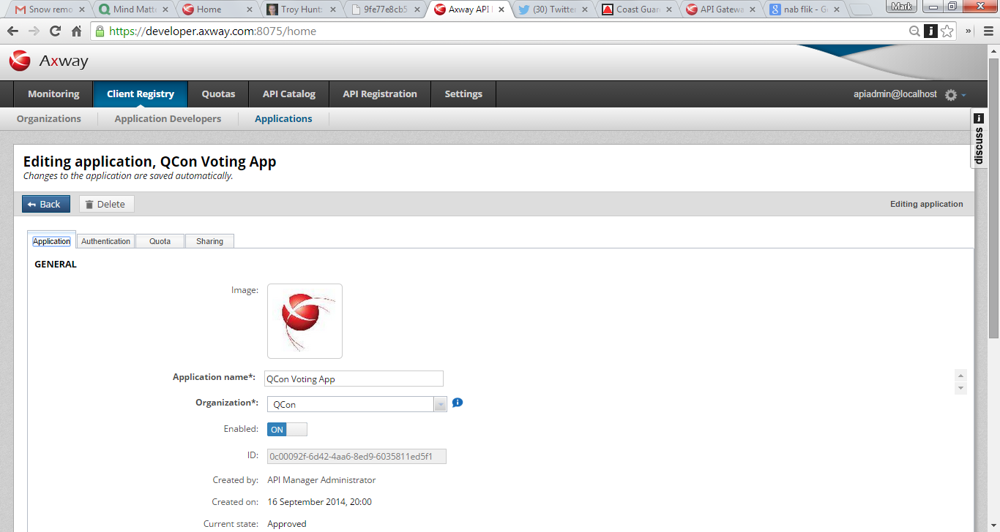 Snow remo
Mind Matt
Home
Troy Hunt:
9fe77e8cb5
Axway API
(30) Twitte
Coast Guar
API Gatewa
nab flik - G
Mark
https://developer.axway.com:8075/home
Axway
Monitoring Client Registry Quotas API Catalog API Registration Settings
apiadmin@localhost
Organizations Application Developers Applications
discuss
Editing application, QCon Voting App
Changes to the application are saved automatically.
Back Delete Editing application
Application Authentication Quota Sharing
GENERAL
Image:
Application name*: QCon Voting App
Organization*: QCon
Enabled: ON
ID: 0c00092f-6d42-4aa6-8ed9-6035811ed5f1
Created by: API Manager Administrator
Created on: 16 September 2014, 20:00
Current state: Approved